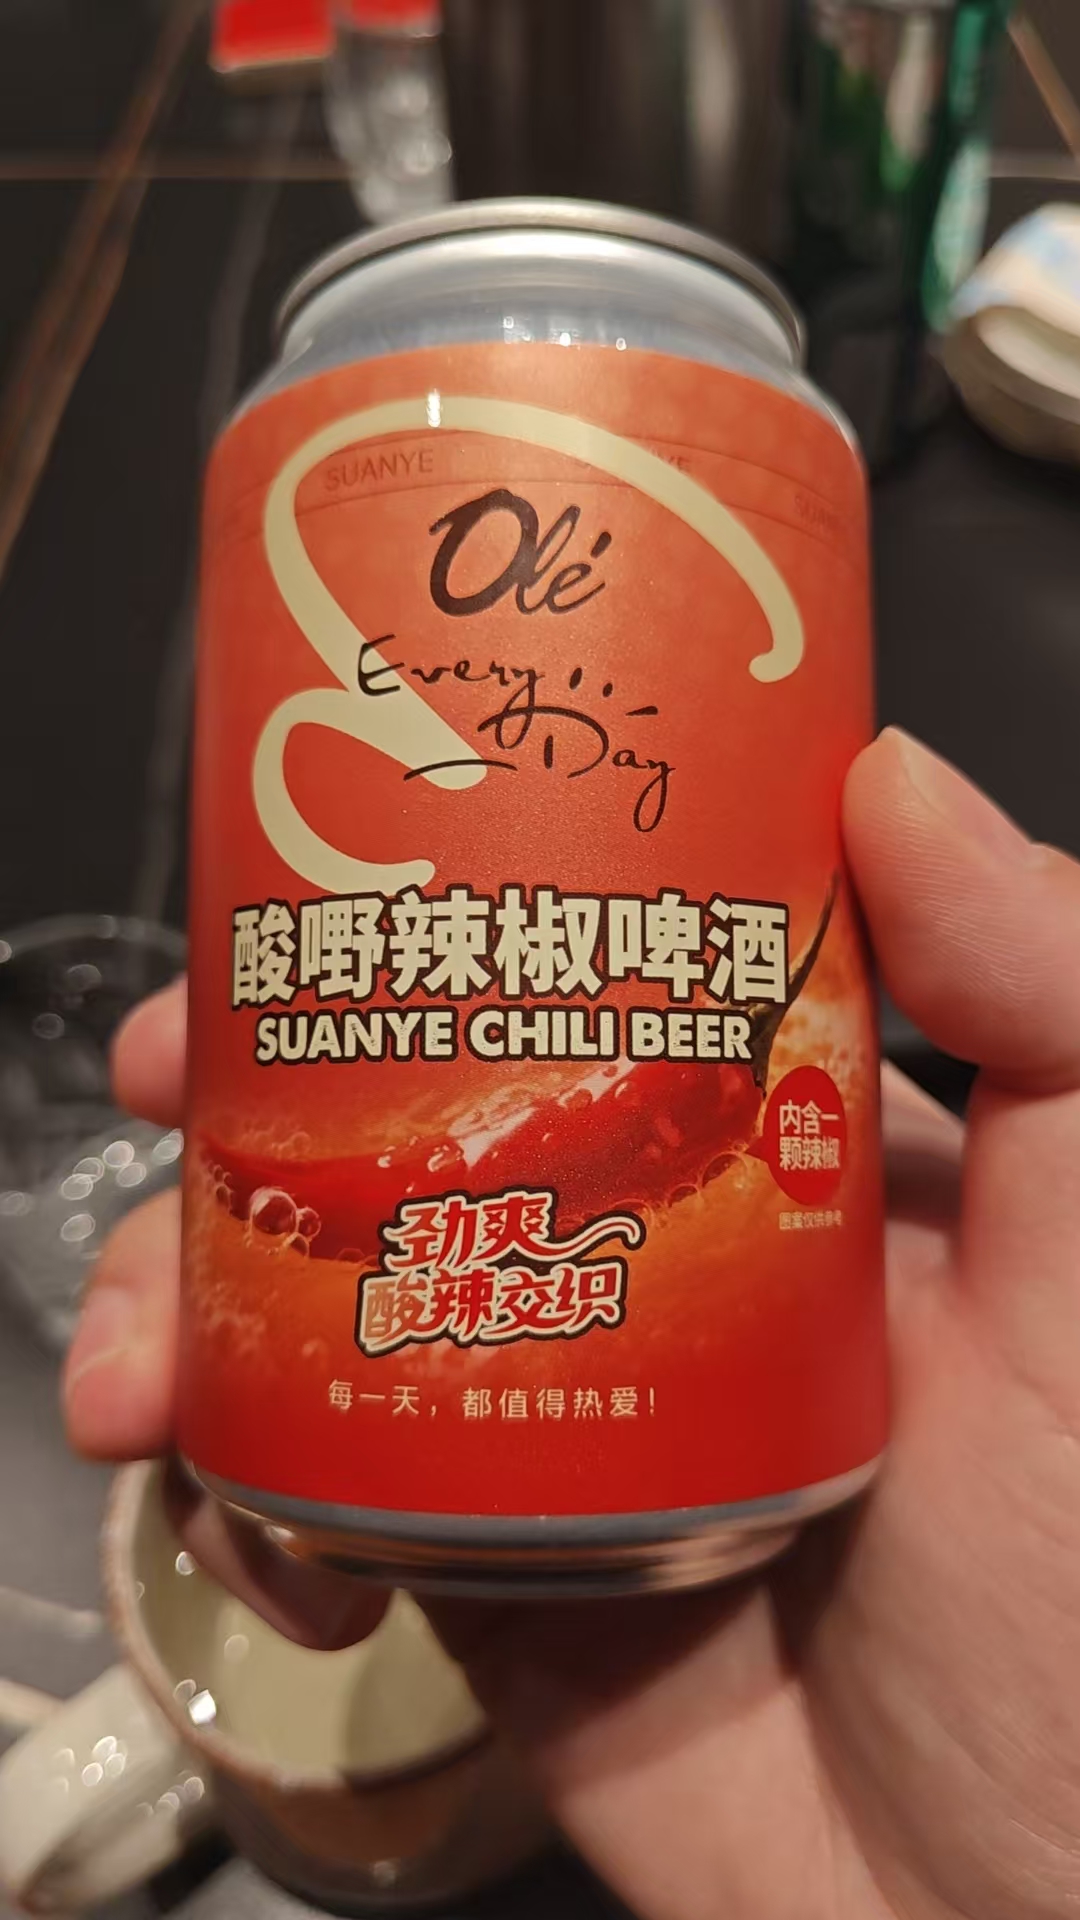 SUANYE
Olé
Every
Day
酸嘢辣椒啤酒
SUANYE CHILI BEER
内含一
颗辣椒
图案仅供参考
劲爽
酸辣交织
每一天，都值得热爱！